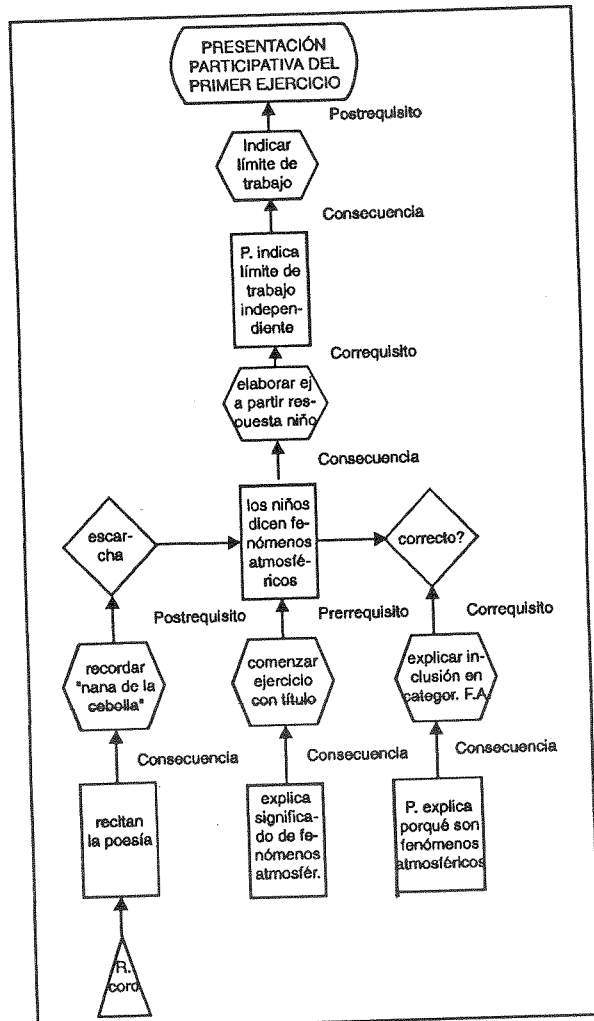 PRESENTACIÓN
PARTICIPATIVA DEL
PRIMER EJERCICIO
Postrequisito
Indicar
límite de
trabajo
Consecuencia
P. indica
límite de
trabajo
indepen-
diente
Correquisito
elaborar ej
a partir res-
puesta niño
Consecuencia
escar-
cha
los niños
dicen fe-
nómenos
atmosfé-
ricos
correcto?
Postrequisito
Prerrequisito
Correquisito
recordar
"nana de la
cebolla"
comenzar
ejercicio
con título
explicar in-
clusión en
categor. F.A
Consecuencia
Consecuencia
Consecuencia
recitan
la poesía
explica
significa-
do de fe-
nómenos
atmosfér.
P. explica
porqué son
fenómenos
atmosféricos
R.
coro